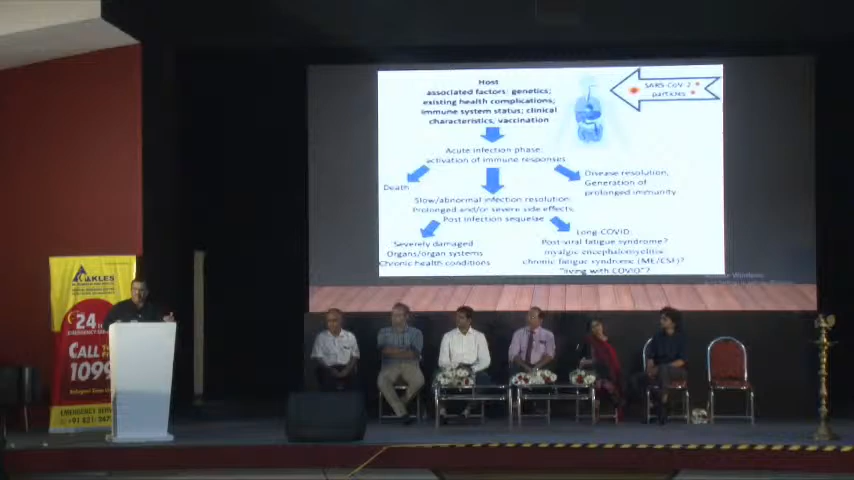 Host
associated factors: genetics;
existing health complications;
immune system status; clinical
characteristics, vaccination
SARS-CoV-2
particles
Acute infection phase:
activation of immune responses
Death
Disease resolution,
Generation of
prolonged immunity
Slow/abnormal infection resolution:
Prolonged and/or severe side effects,
Post infection sequelae
Severely damaged
Organs/organ systems
Chronic health conditions
Long-COVID:
Post-viral fatigue syndrome?
myalgic encephalomyelitis
chronic fatigue syndrome (ME/CSF)?
"living with COVID"?
Windows
KLES
24
CALL
1099